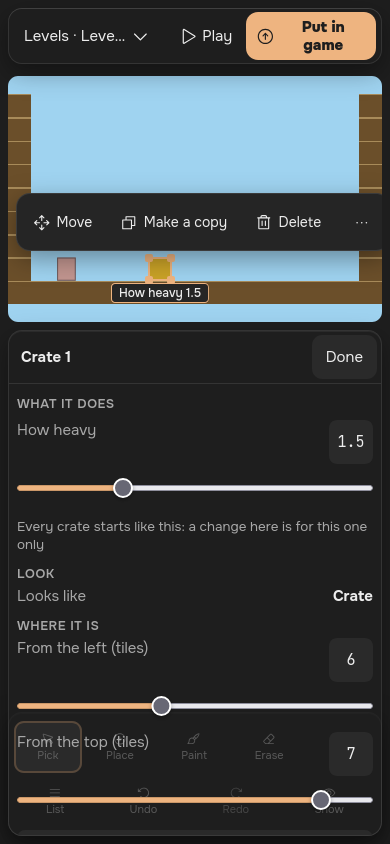 Levels · Leve...
Play
Put in
game
Move
Make a copy
Delete
...
How heavy 1.5
Crate 1
Done
WHAT IT DOES
How heavy
1.5
Every crate starts like this: a change here is for this one
only
LOOK
Looks like
Crate
WHERE IT IS
From the left (tiles)
6
From the top (tiles)
7
Pick
Place
Paint
Erase
List
Undo
Redo
Show